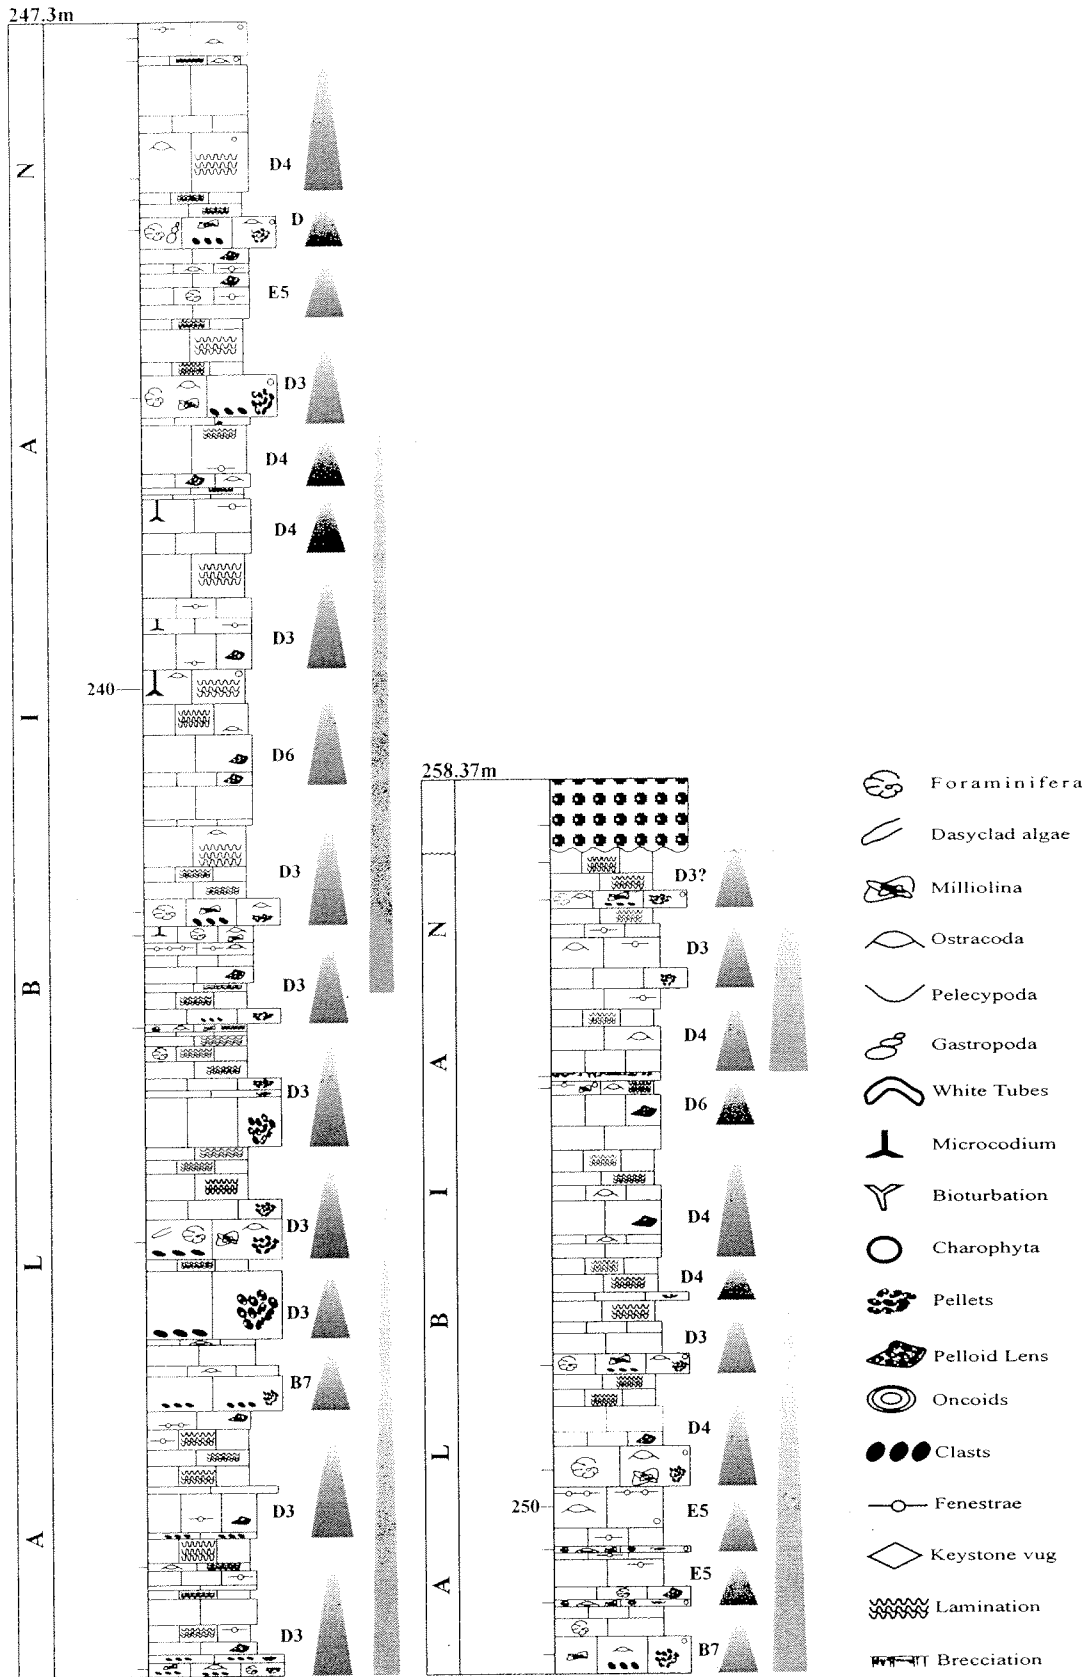 247.3m
N
A
I
B
L
A
240
D4
D
E5
D3
D4
D4
D3
D6
D3
D3
D3
D3
D3
B7
D3
D3
258.37m
N
A
I
B
L
A
250
D3?
D3
D4
D6
D4
D4
D3
D4
E5
E5
B7
Foraminifera
Dasyclad algae
Milliolina
Ostracoda
Pelecypoda
Gastropoda
White Tubes
Microcodium
Bioturbation
Charophyta
Pellets
Pelloid Lens
Oncoids
Clasts
Fenestrae
Keystone vug
Lamination
Brecciation